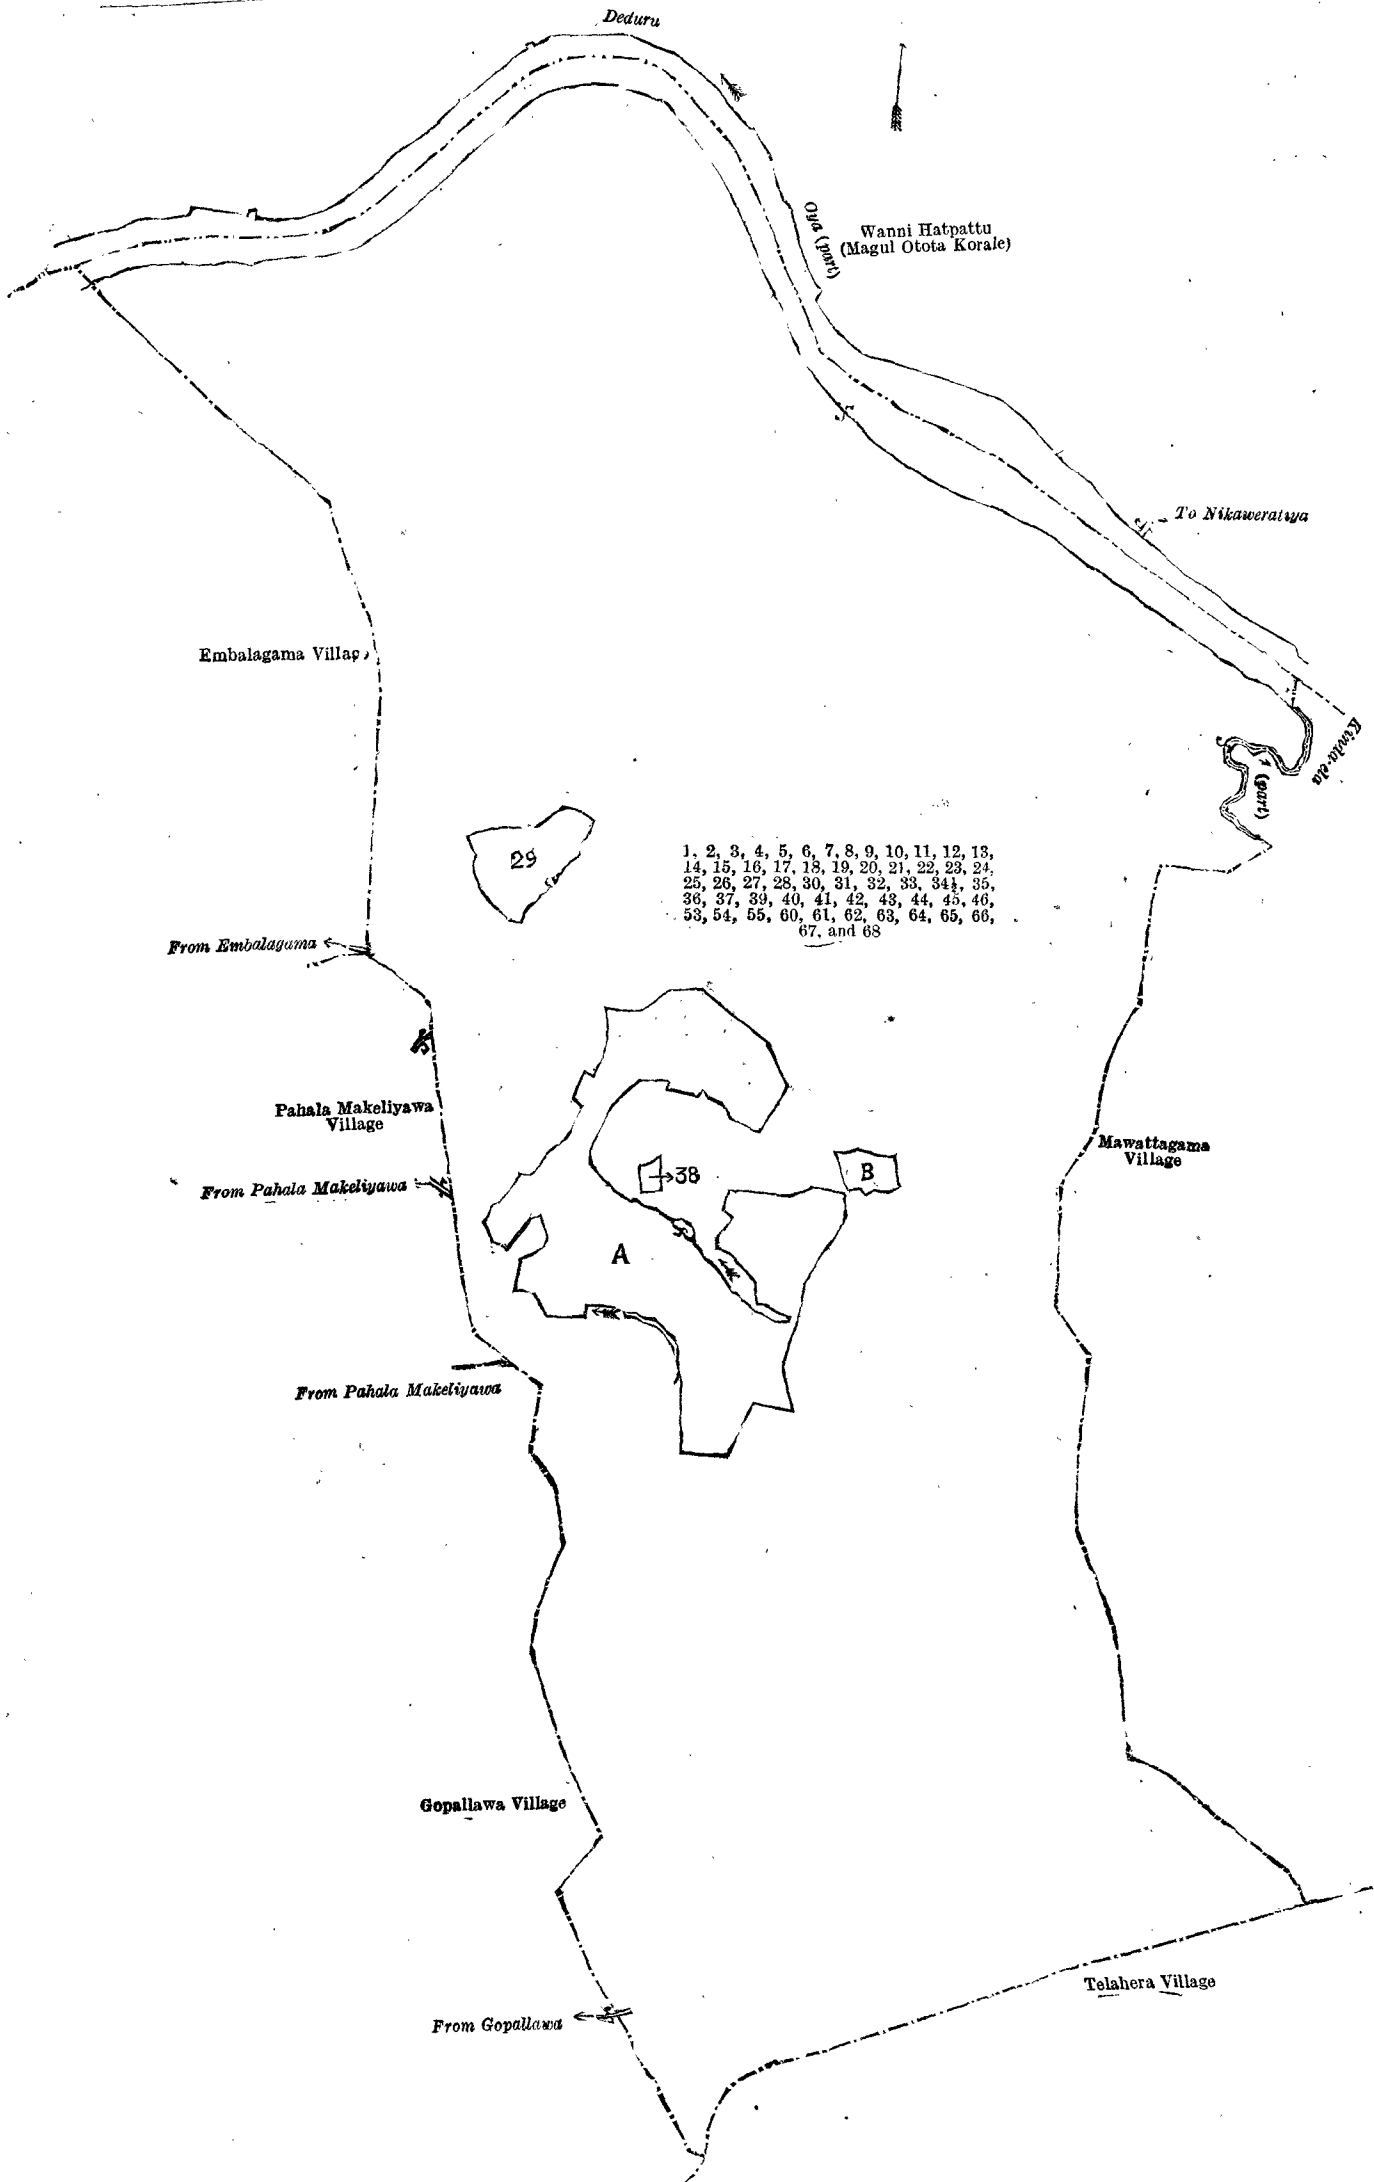 Deduru
Oya (part)
Wanni Hatpattu
(Magul Otota Korale)
To Nikaweratiya
Embalagama Village
Kinda-ela
(part)
29
1, 2, 3, 4, 5, 6, 7, 8, 9, 10, 11, 12, 13,
14, 15, 16, 17, 18, 19, 20, 21, 22, 23, 24,
25, 26, 27, 28, 30, 31, 32, 33, 34½, 35,
36, 37, 39, 40, 41, 42, 43, 44, 45, 46,
53, 54, 55, 60, 61, 62, 63, 64, 65, 66,
67, and 68
From Embalagama
Pahala Makeliyawa
Village
Mawattagama
Village
38
B
From Pahala Makeliyawa
A
From Pahala Makeliyawa
Gopallawa Village
Telahera Village
From Gopallawa